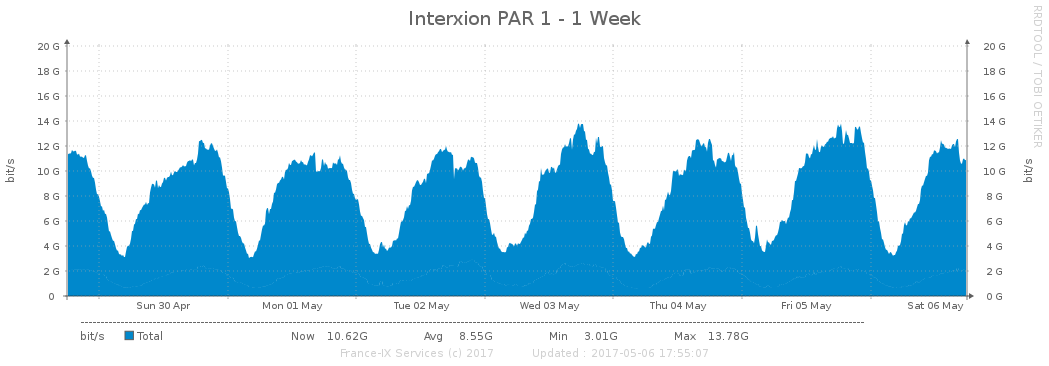 Interxion PAR 1 - 1 Week
RRDTOOL / TOBI OETIKER
20 G 20 G
18 G 18 G
16 G 16 G
14 G 14 G
12 G 12 G
10 G 10 G
8 G 8 G
6 G 6 G
4 G 4 G
2 G 2 G
0 0 G
bit/s
bit/s
Sun 30 Apr Mon 01 May Tue 02 May Wed 03 May Thu 04 May Fri 05 May Sat 06 May
bit/s Total Now 10.62G Avg 8.55G Min 3.01G Max 13.78G
France-IX Services (c) 2017 Updated : 2017-05-06 17:55:07